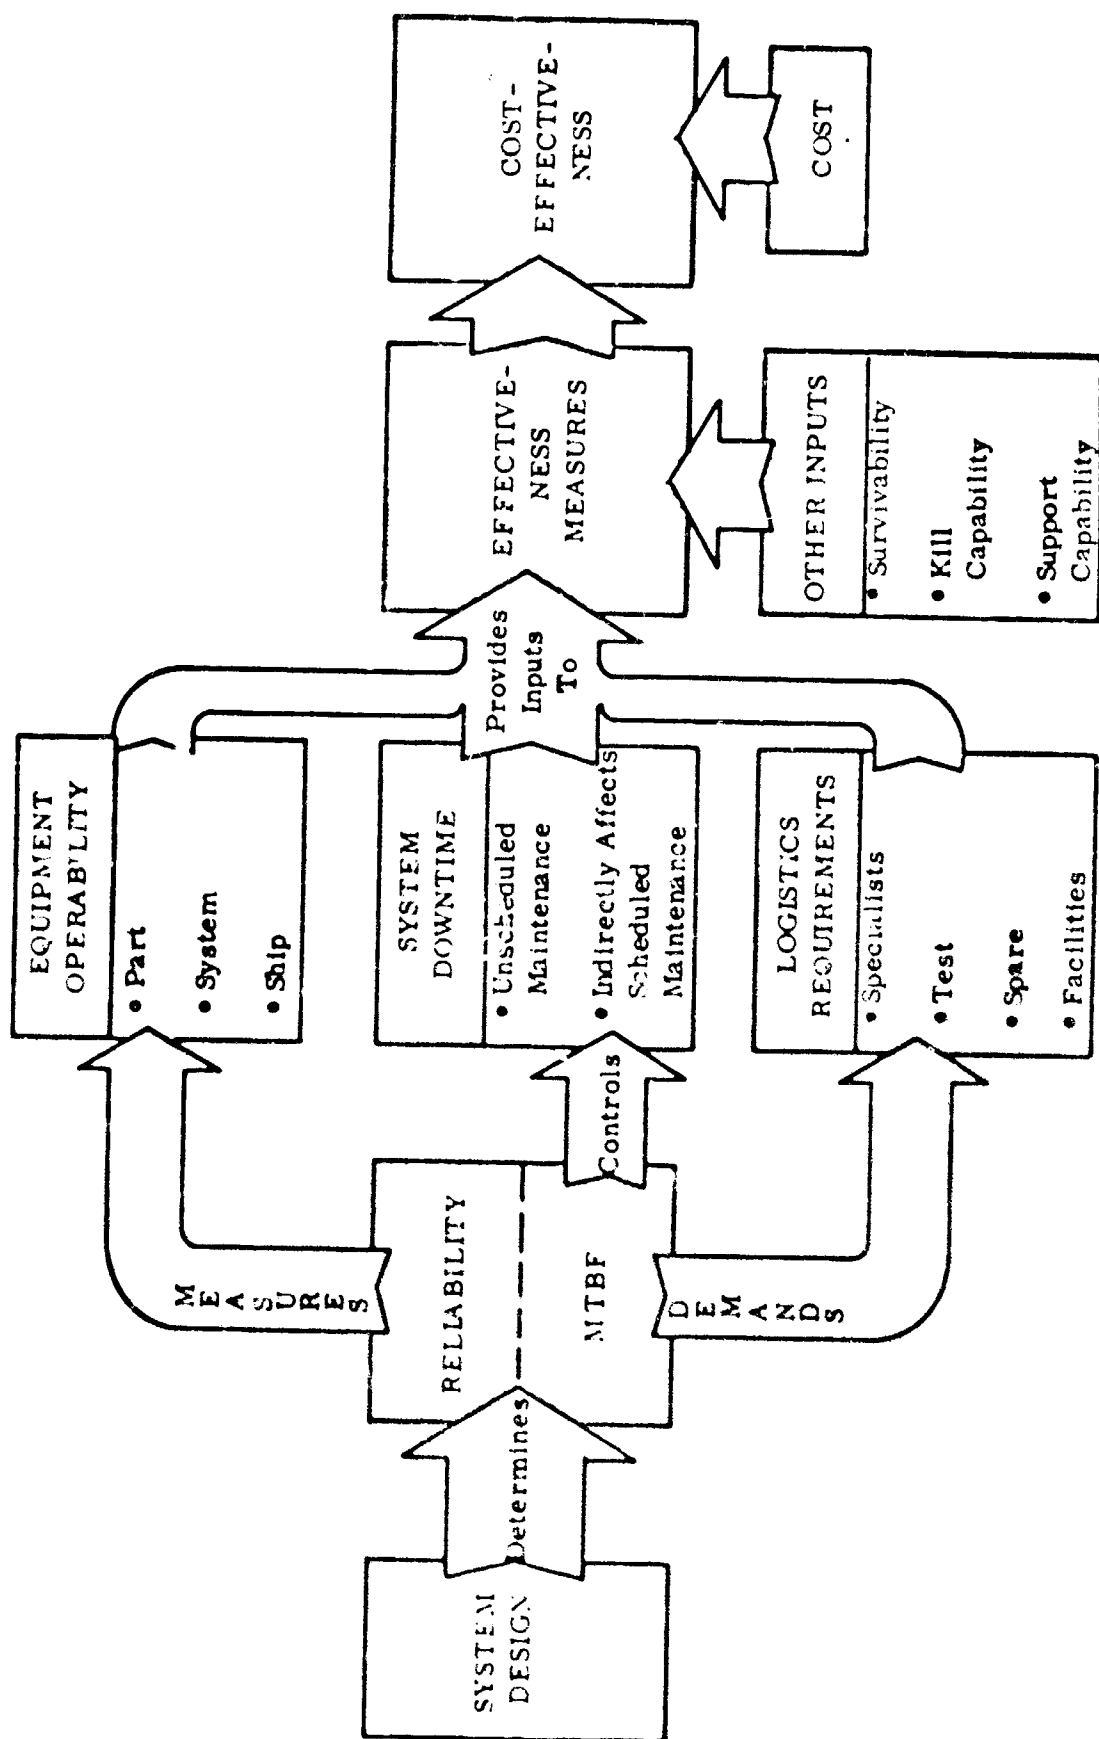 SYSTEM
DESIGN
Determines
RELIABILITY
MTBF
MEASURES
Controls
DEMANDS
EQUIPMENT
OPERABILITY
• Part
• System
• Ship
SYSTEM
DOWNTIME
• Unscheduled
Maintenance
• Indirectly Affects
Scheduled
Maintenance
LOGISTICS
REQUIREMENTS
• Specialists
• Test
• Spare
• Facilities
Provides
Inputs
To
EFFECTIVE-
NESS
MEASURES
OTHER INPUTS
• Survivability
• Kill
Capability
• Support
Capability
COST-
EFFECTIVE-
NESS
COST